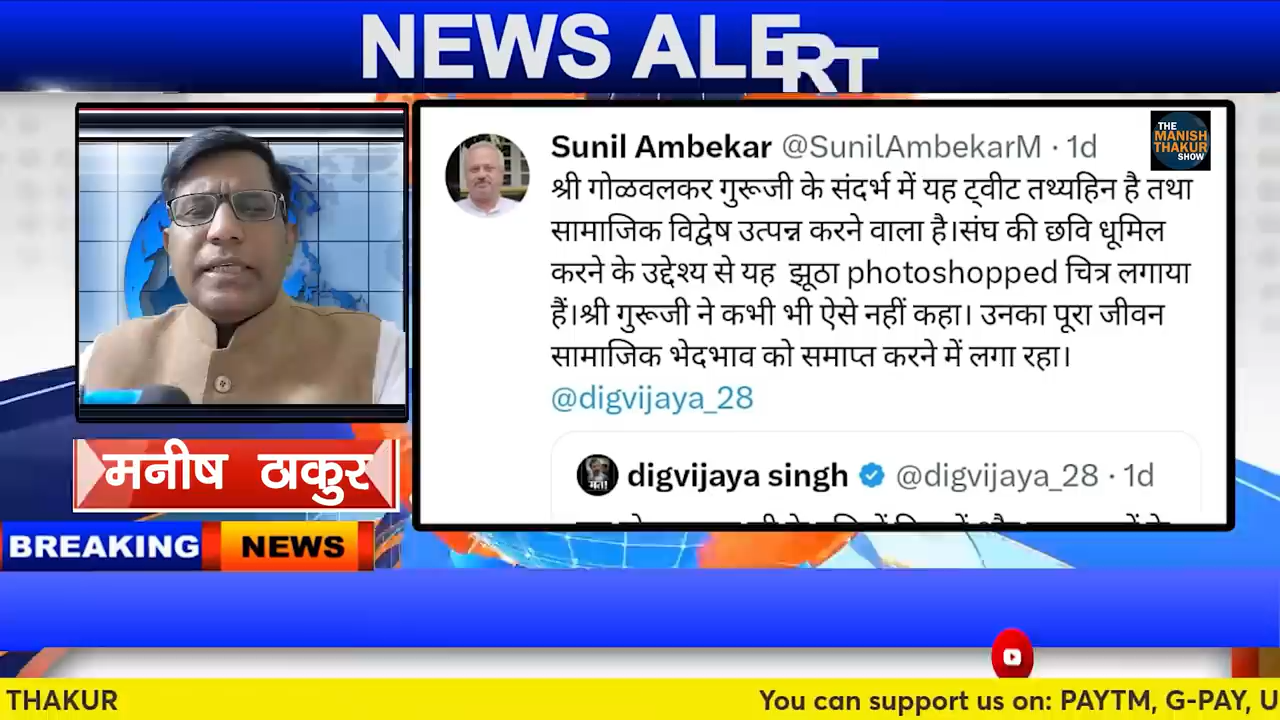 NEWS ALERT
THE
MANISH
THAKUR
SHOW
Sunil Ambekar @SunilAmbekarM · 1d
श्री गोळवलकर गुरूजी के संदर्भ में यह ट्वीट तथ्यहिन है तथा
सामाजिक विद्वेष उत्पन्न करने वाला है।संघ की छवि धूमिल
करने के उद्देश्य से यह झूठा photoshopped चित्र लगाया
हैं।श्री गुरूजी ने कभी भी ऐसे नहीं कहा। उनका पूरा जीवन
सामाजिक भेदभाव को समाप्त करने में लगा रहा।
@digvijaya_28
digvijaya singh @digvijaya_28 · 1d
मनीष ठाकुर
BREAKING NEWS
THAKUR
You can support us on: PAYTM, G-PAY, U